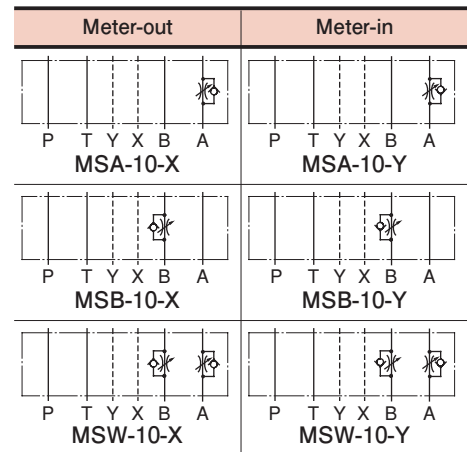 Meter-out Meter-in
P T Y X B A P T Y X B A
MSA-10-X MSA-10-Y
P T Y X B A P T Y X B A
MSB-10-X MSB-10-Y
P T Y X B A P T Y X B A
MSW-10-X MSW-10-Y